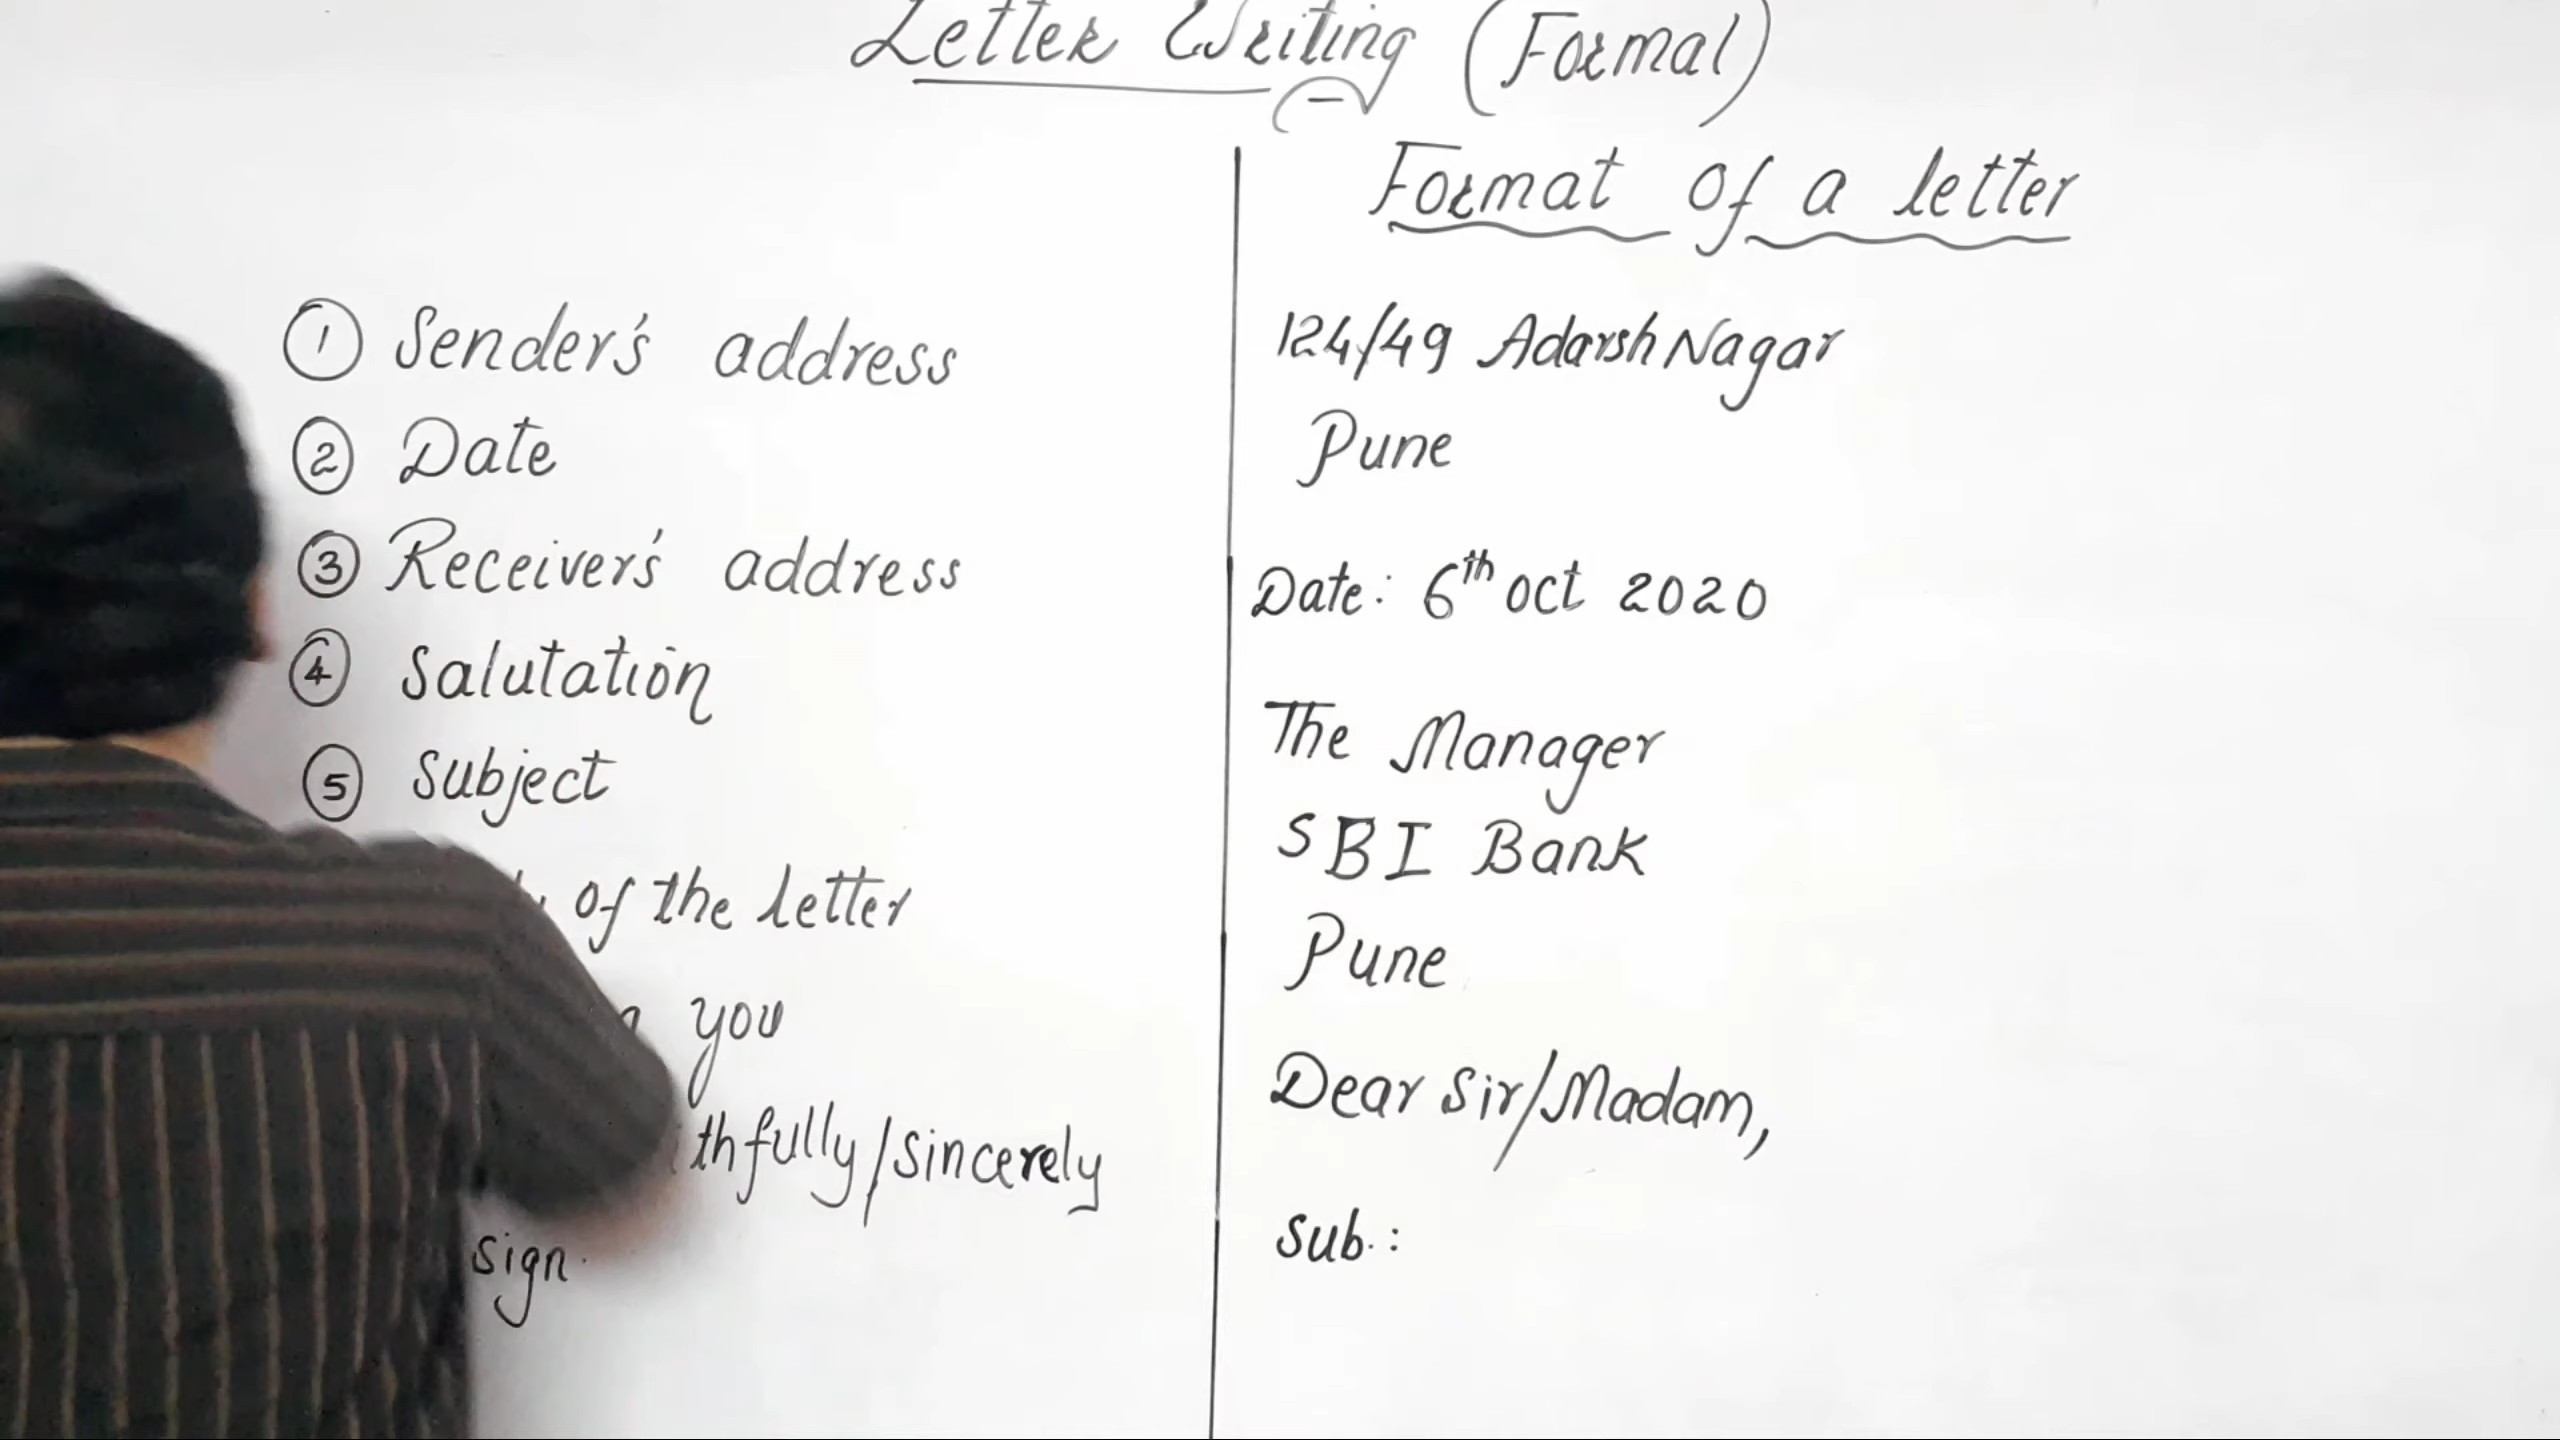 Letter Writing (Formal)
① Sender's address
② Date
③ Receiver's address
④ Salutation
⑤ Subject
of the letter
you
thfully/sincerely
sign.
Format of a letter
124/49 Adarsh Nagar
Pune
Date: 6th oct 2020
The Manager
SBI Bank
Pune
Dear Sir/Madam,
Sub.: